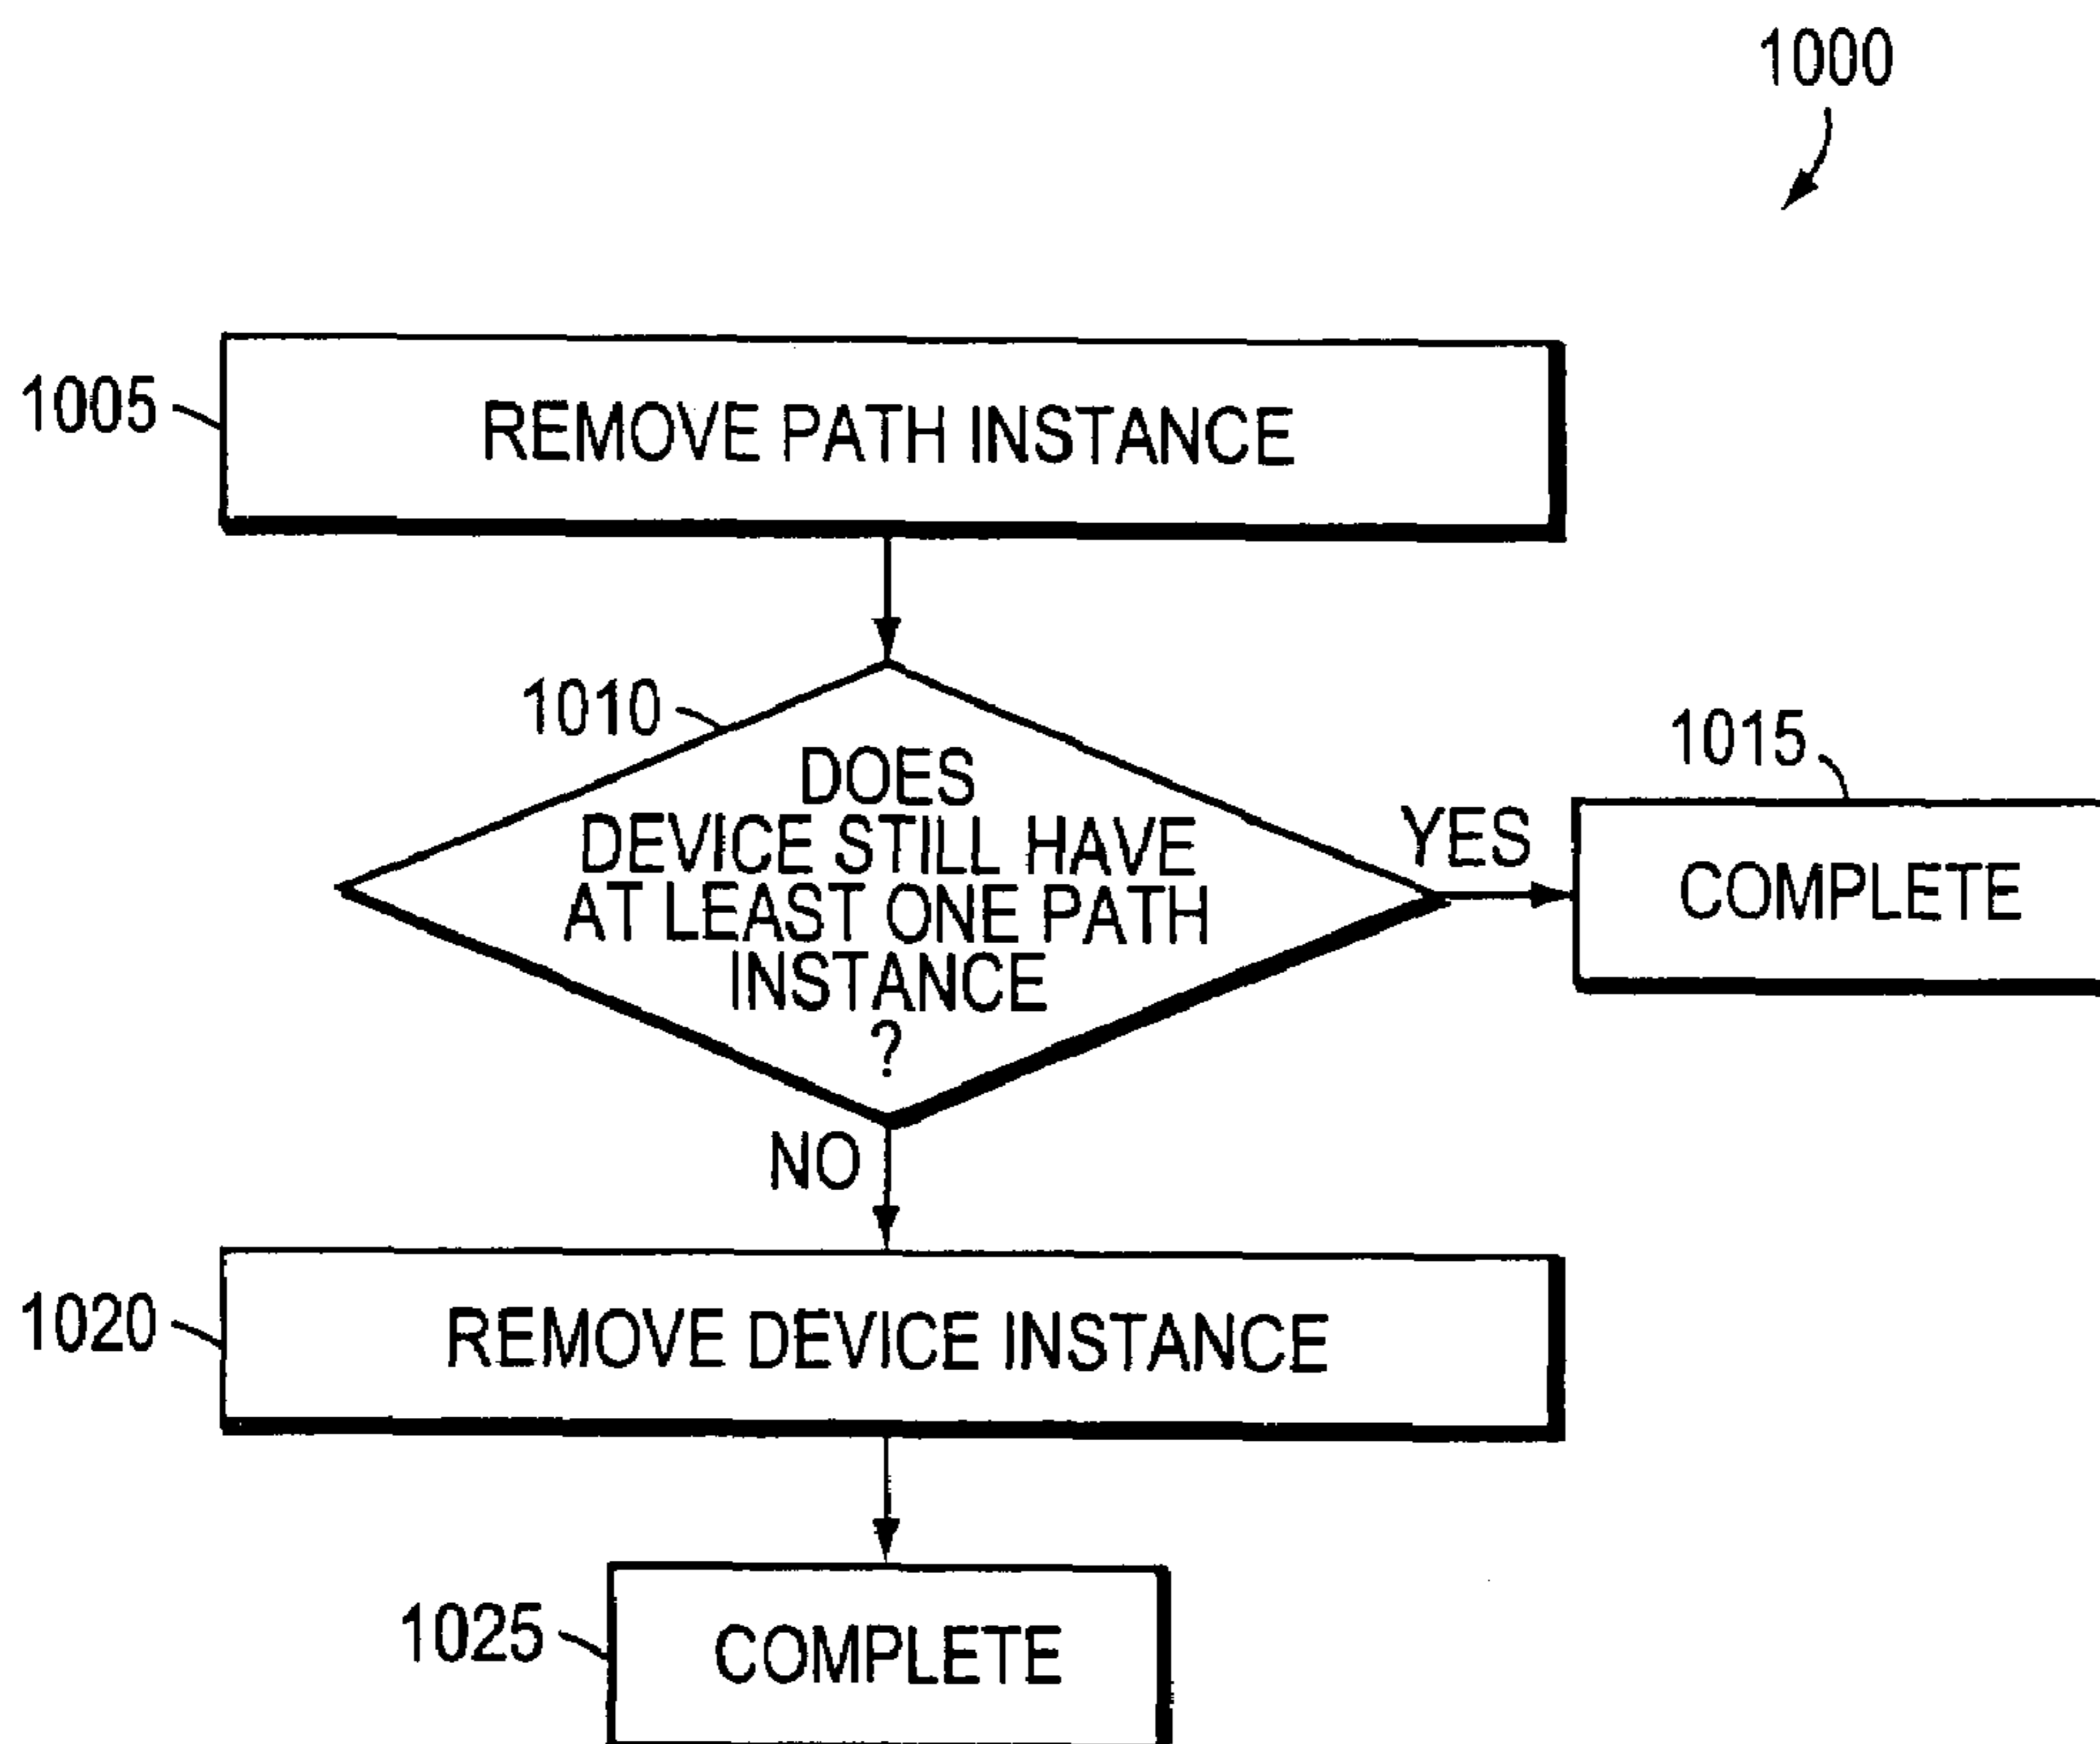 1000
1005
REMOVE PATH INSTANCE
1010
DOES
DEVICE STILL HAVE
AT LEAST ONE PATH
INSTANCE
?
YES
1015
COMPLETE
NO
1020
REMOVE DEVICE INSTANCE
1025
COMPLETE